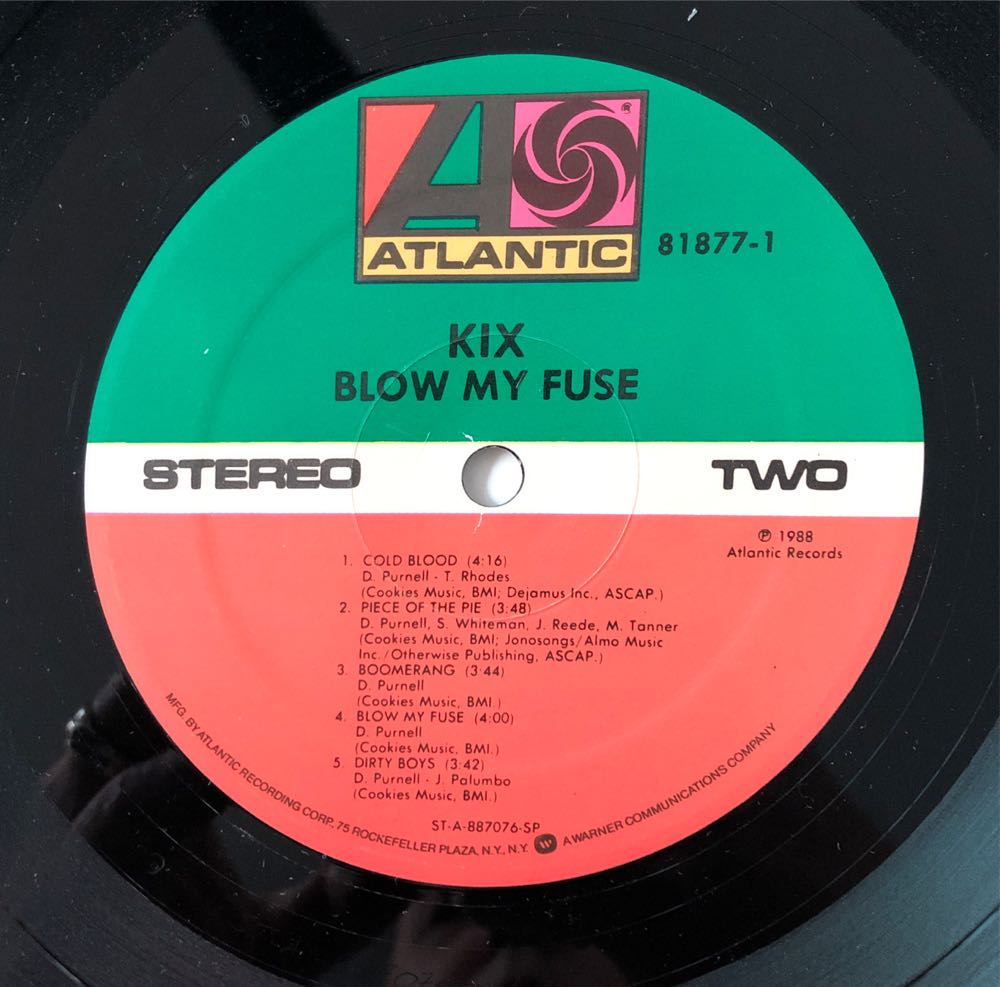 ®
ATLANTIC
81877-1
KIX
BLOW MY FUSE
STEREO
TWO
℗ 1988
Atlantic Records
1. COLD BLOOD (4:16)
D. Purnell - T. Rhodes
(Cookies Music, BMI; Dejamus Inc., ASCAP.)
2. PIECE OF THE PIE (3:48)
D. Purnell, S. Whiteman, J. Reede, M. Tanner
(Cookies Music, BMI; Jonosongs/Almo Music
Inc./Otherwise Publishing, ASCAP.)
3. BOOMERANG (3:44)
D. Purnell
(Cookies Music, BMI.)
4. BLOW MY FUSE (4:00)
D. Purnell
(Cookies Music, BMI.)
5. DIRTY BOYS (3:42)
D. Purnell - J. Palumbo
(Cookies Music, BMI.)
ST-A-887076-SP
MFG. BY ATLANTIC RECORDING CORP., 75 ROCKEFELLER PLAZA, N.Y., N.Y. A WARNER COMMUNICATIONS COMPANY